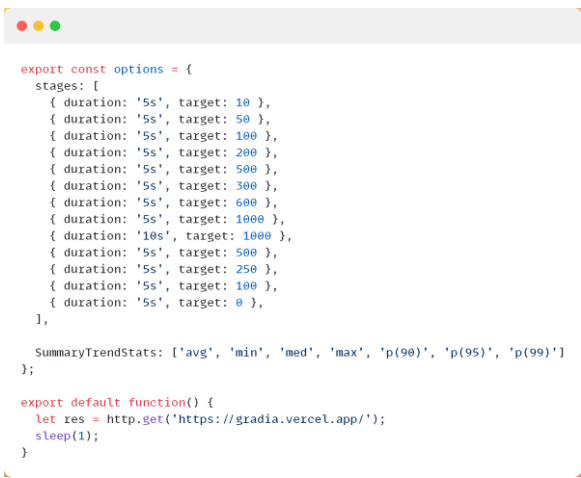 export const options = {
  stages: [
    { duration: '5s', target: 10 },
    { duration: '5s', target: 50 },
    { duration: '5s', target: 100 },
    { duration: '5s', target: 200 },
    { duration: '5s', target: 500 },
    { duration: '5s', target: 300 },
    { duration: '5s', target: 600 },
    { duration: '5s', target: 1000 },
    { duration: '10s', target: 1000 },
    { duration: '5s', target: 500 },
    { duration: '5s', target: 250 },
    { duration: '5s', target: 100 },
    { duration: '5s', target: 0 },
  ],

  SummaryTrendStats: ['avg', 'min', 'med', 'max', 'p(90)', 'p(95)', 'p(99)']
};

export default function() {
  let res = http.get('https://gradia.vercel.app/');
  sleep(1);
}